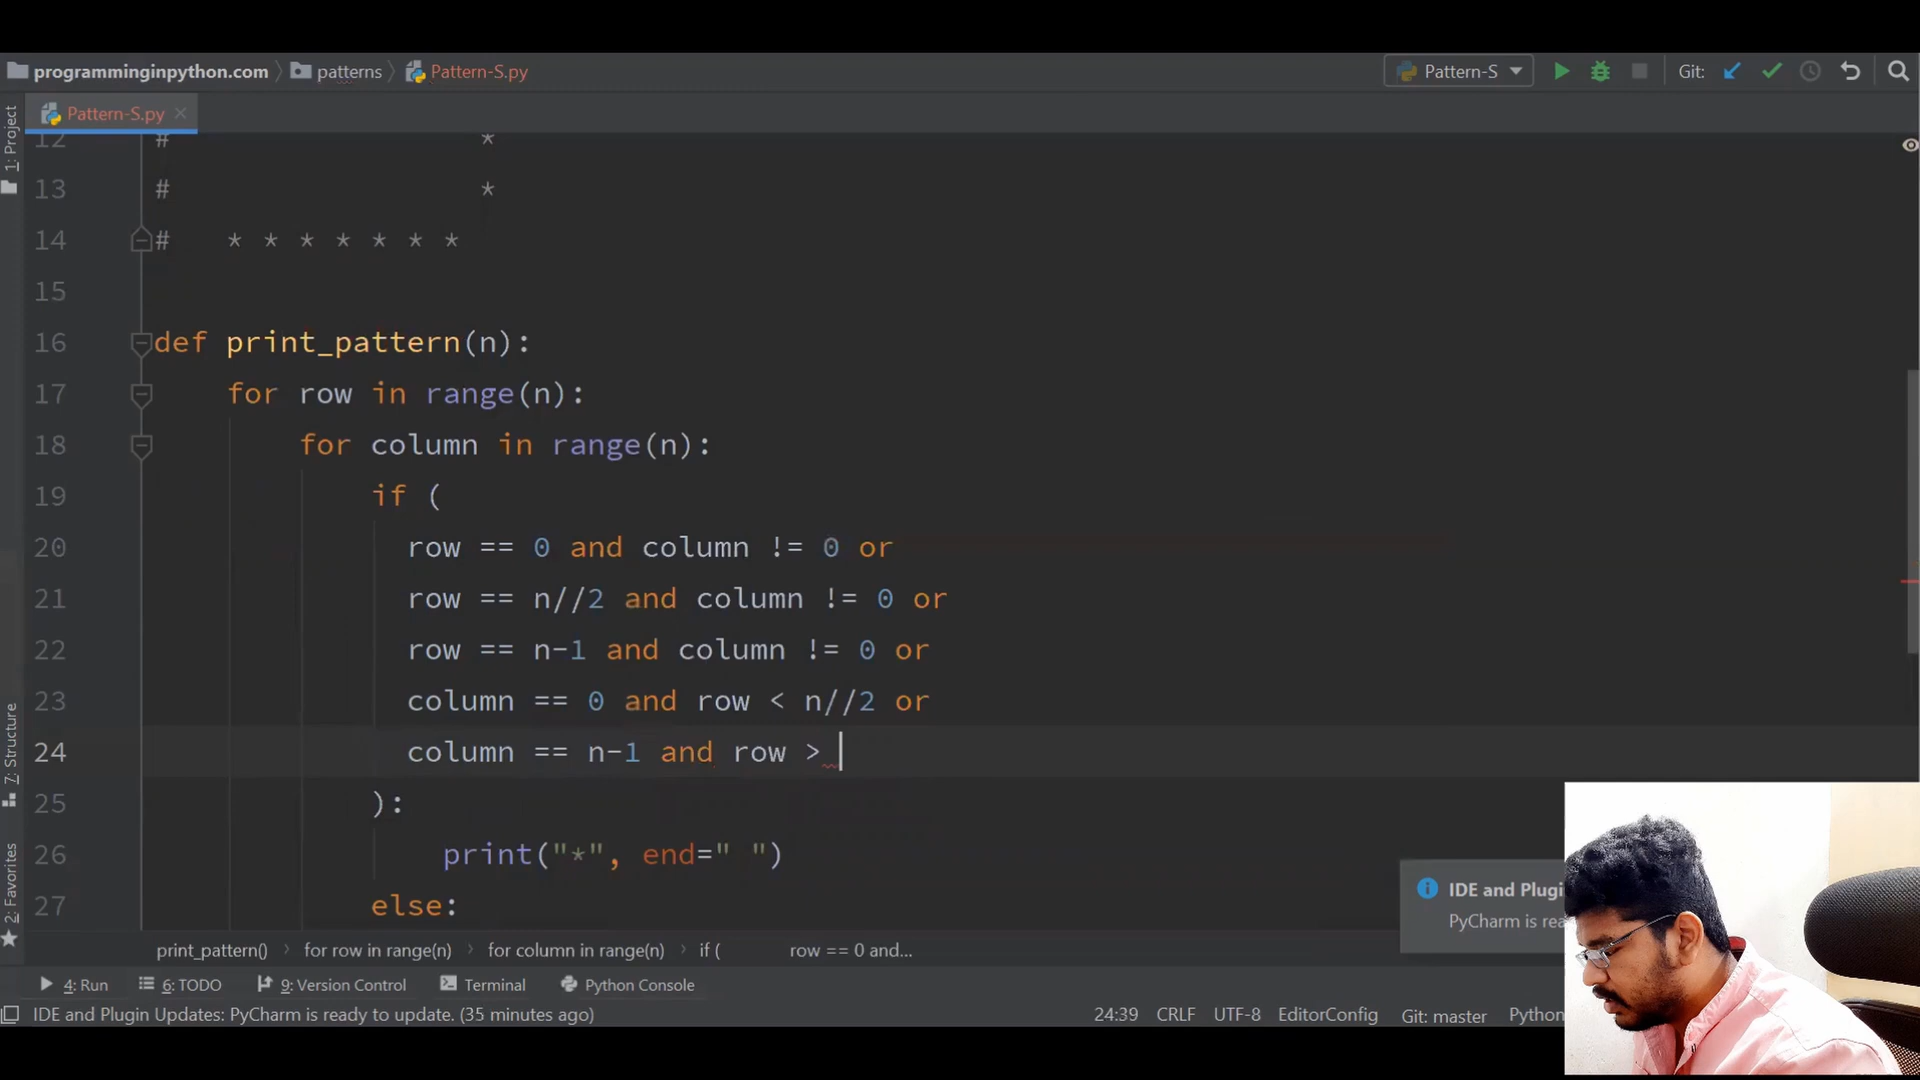 programminginpython.com patterns Pattern-S.py Pattern-S Git:
Pattern-S.py
1: Project
12 # *
13 # *
14 # * * * * * * *
15
16 def print_pattern(n):
17 for row in range(n):
18 for column in range(n):
19 if (
20 row == 0 and column != 0 or
21 row == n//2 and column != 0 or
22 row == n-1 and column != 0 or
23 column == 0 and row < n//2 or
24 column == n-1 and row >
25 ):
26 print("*", end=" ")
27 else:
7: Structure
2: Favorites
IDE and
PyCharm is
print_pattern() for row in range(n) for column in range(n) if ( row == 0 and...
4: Run 6: TODO 9: Version Control Terminal Python Console
IDE and Plugin Updates: PyCharm is ready to update. (35 minutes ago) 24:39 CRLF UTF-8 EditorConfig Git: master Python